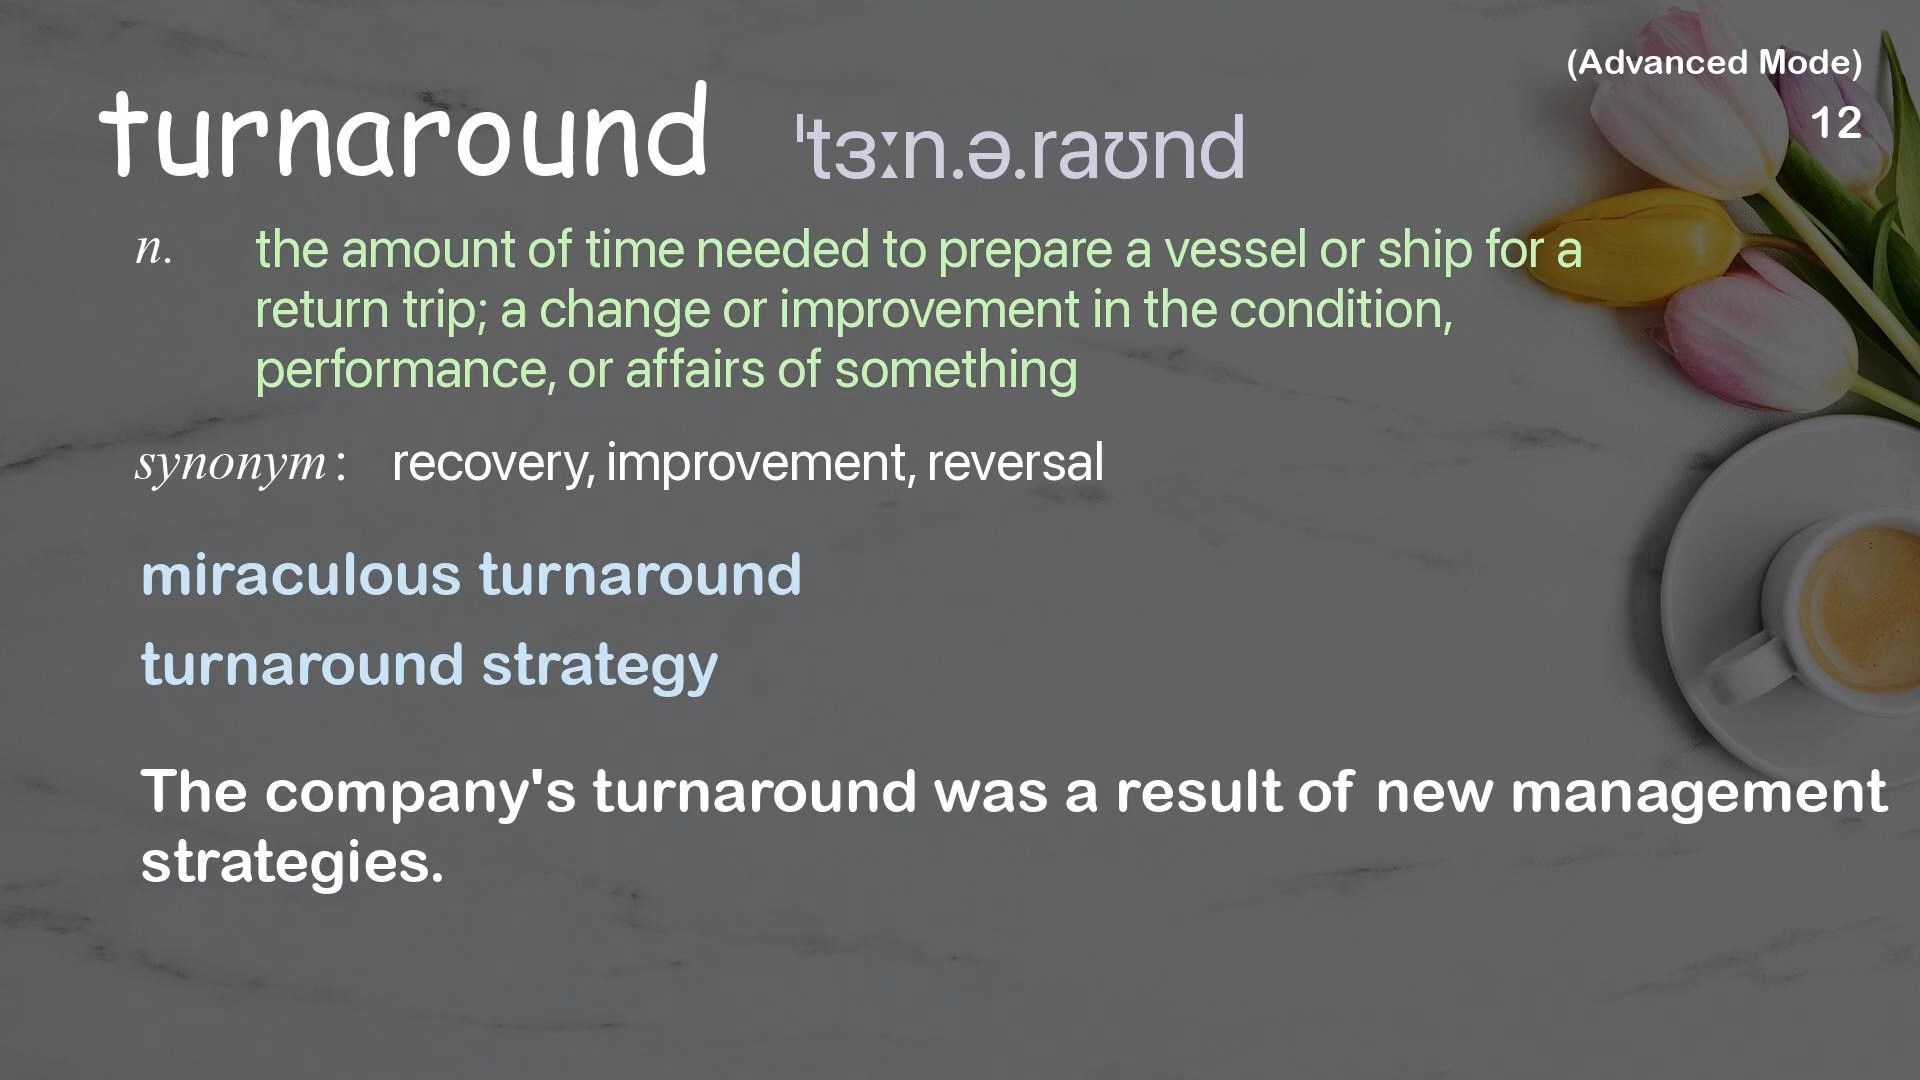 (Advanced Mode)
12
turnaround ˈtɜːn.ə.raʊnd
n. the amount of time needed to prepare a vessel or ship for a
return trip; a change or improvement in the condition,
performance, or affairs of something
synonym: recovery, improvement, reversal
miraculous turnaround
turnaround strategy
The company's turnaround was a result of new management
strategies.